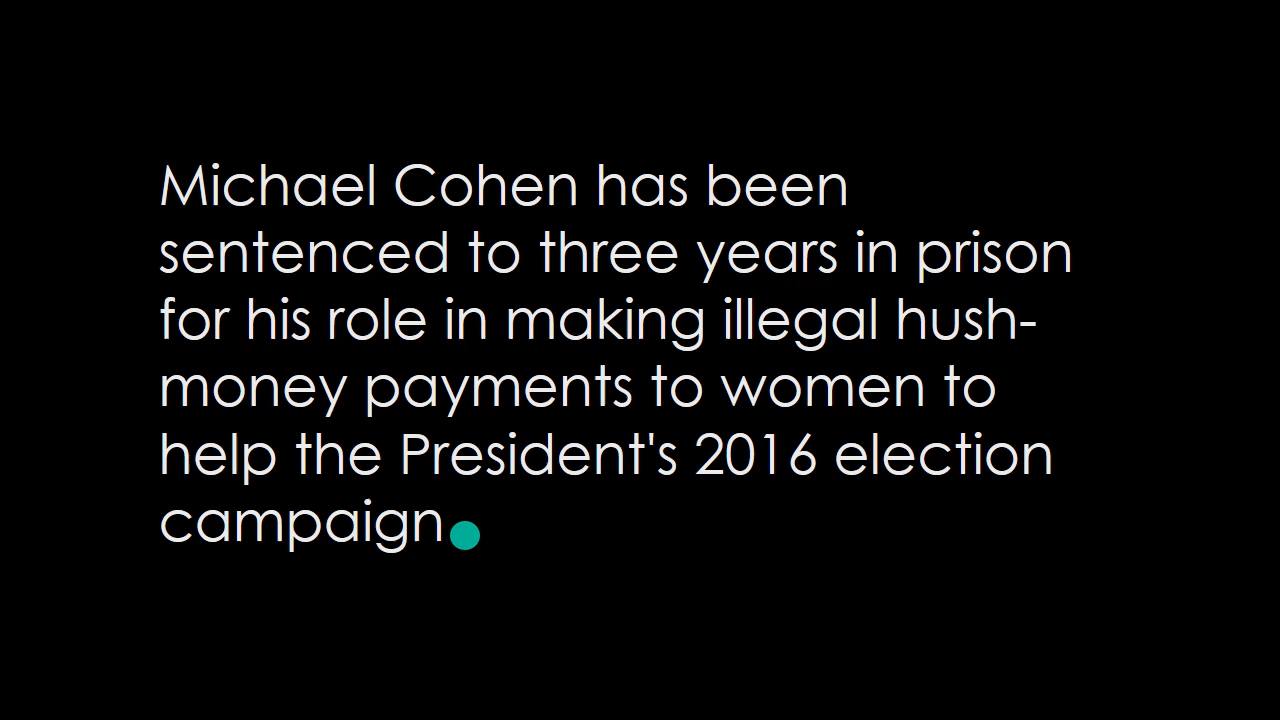 Michael Cohen has been
sentenced to three years in prison
for his role in making illegal hush-
money payments to women to
help the President's 2016 election
campaign.